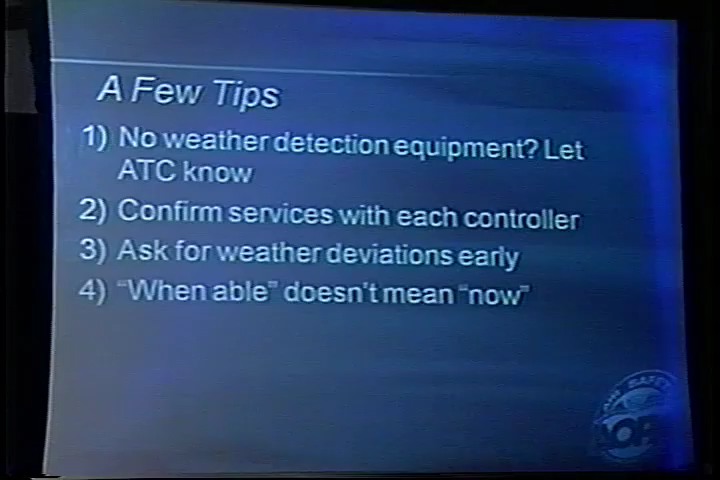 A Few Tips
1) No weather detection equipment? Let
ATC know
2) Confirm services with each controller
3) Ask for weather deviations early
4) "When able" doesn't mean "now"